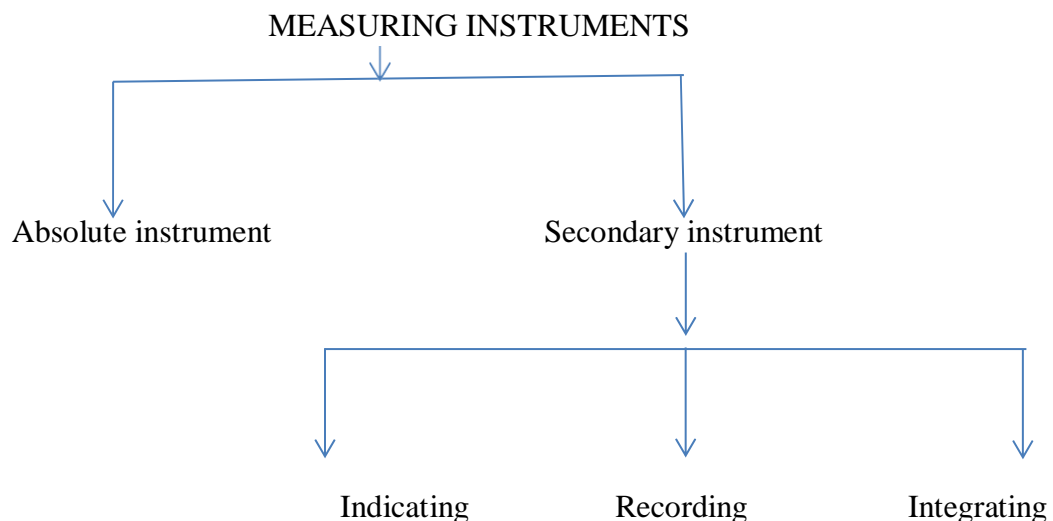 MEASURING INSTRUMENTS
Absolute instrument Secondary instrument
Indicating Recording Integrating